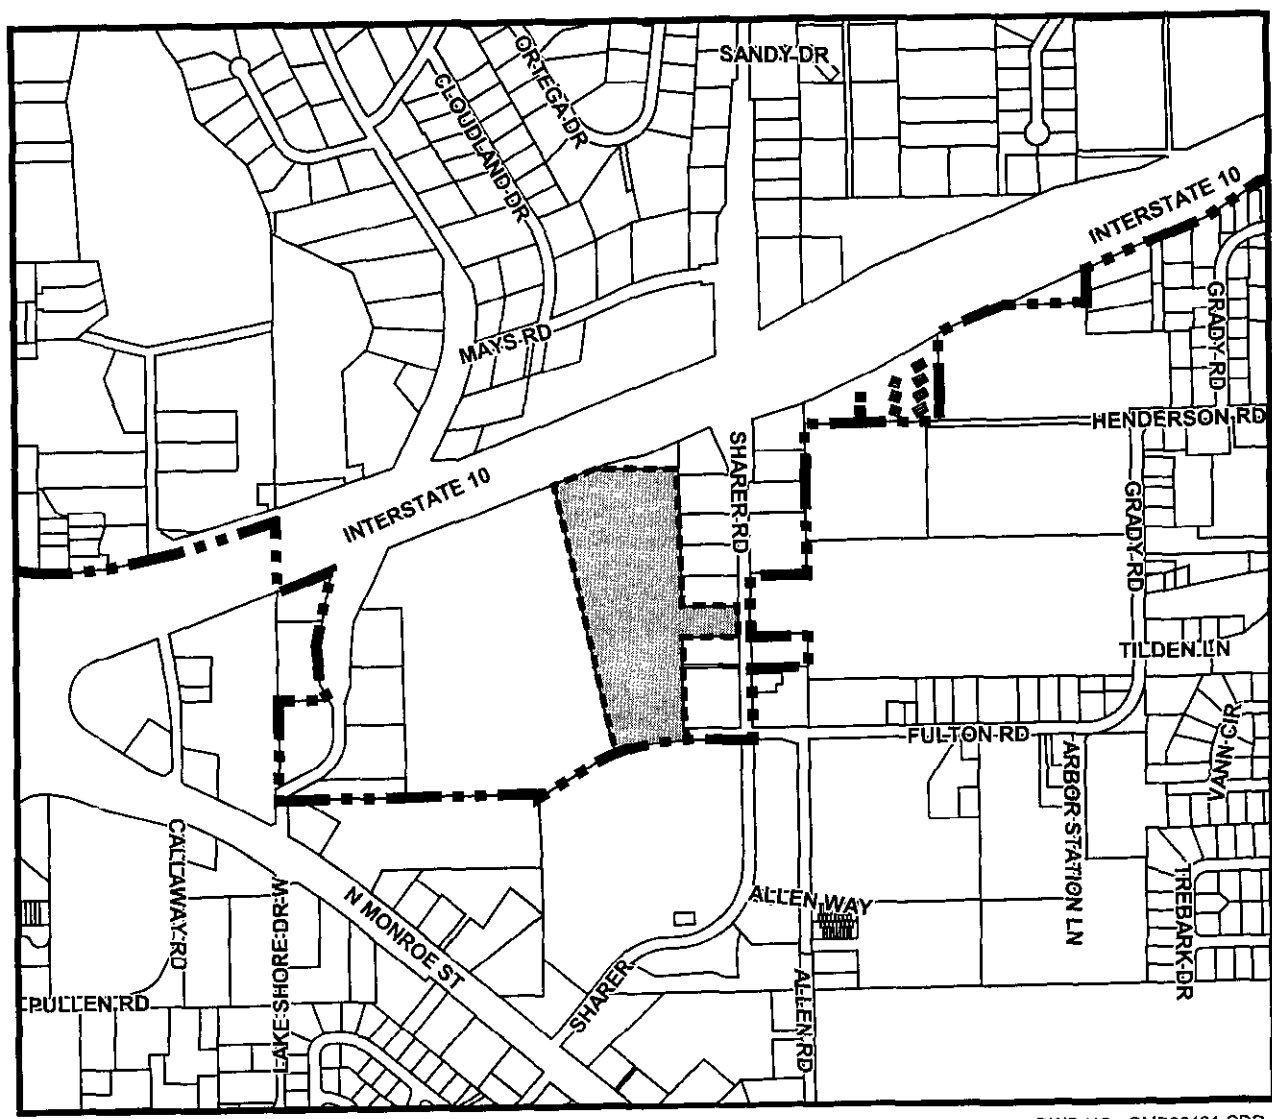 SANDY DR
ORTEGA DR
CLOUDLAND DR
INTERSTATE 10
MAYS RD
GRADY RD
HENDERSON RD
SHARER RD
INTERSTATE 10
GRADY RD
TILDEN LN
FULTON RD
VANN CIR
ARBOR STATION LN
CALLAWAY RD
LAKE SHORE DR W
N MONROE ST
ALLEN WAY
TREBARK DR
SHARER
ALLEN RD
PULLEN RD